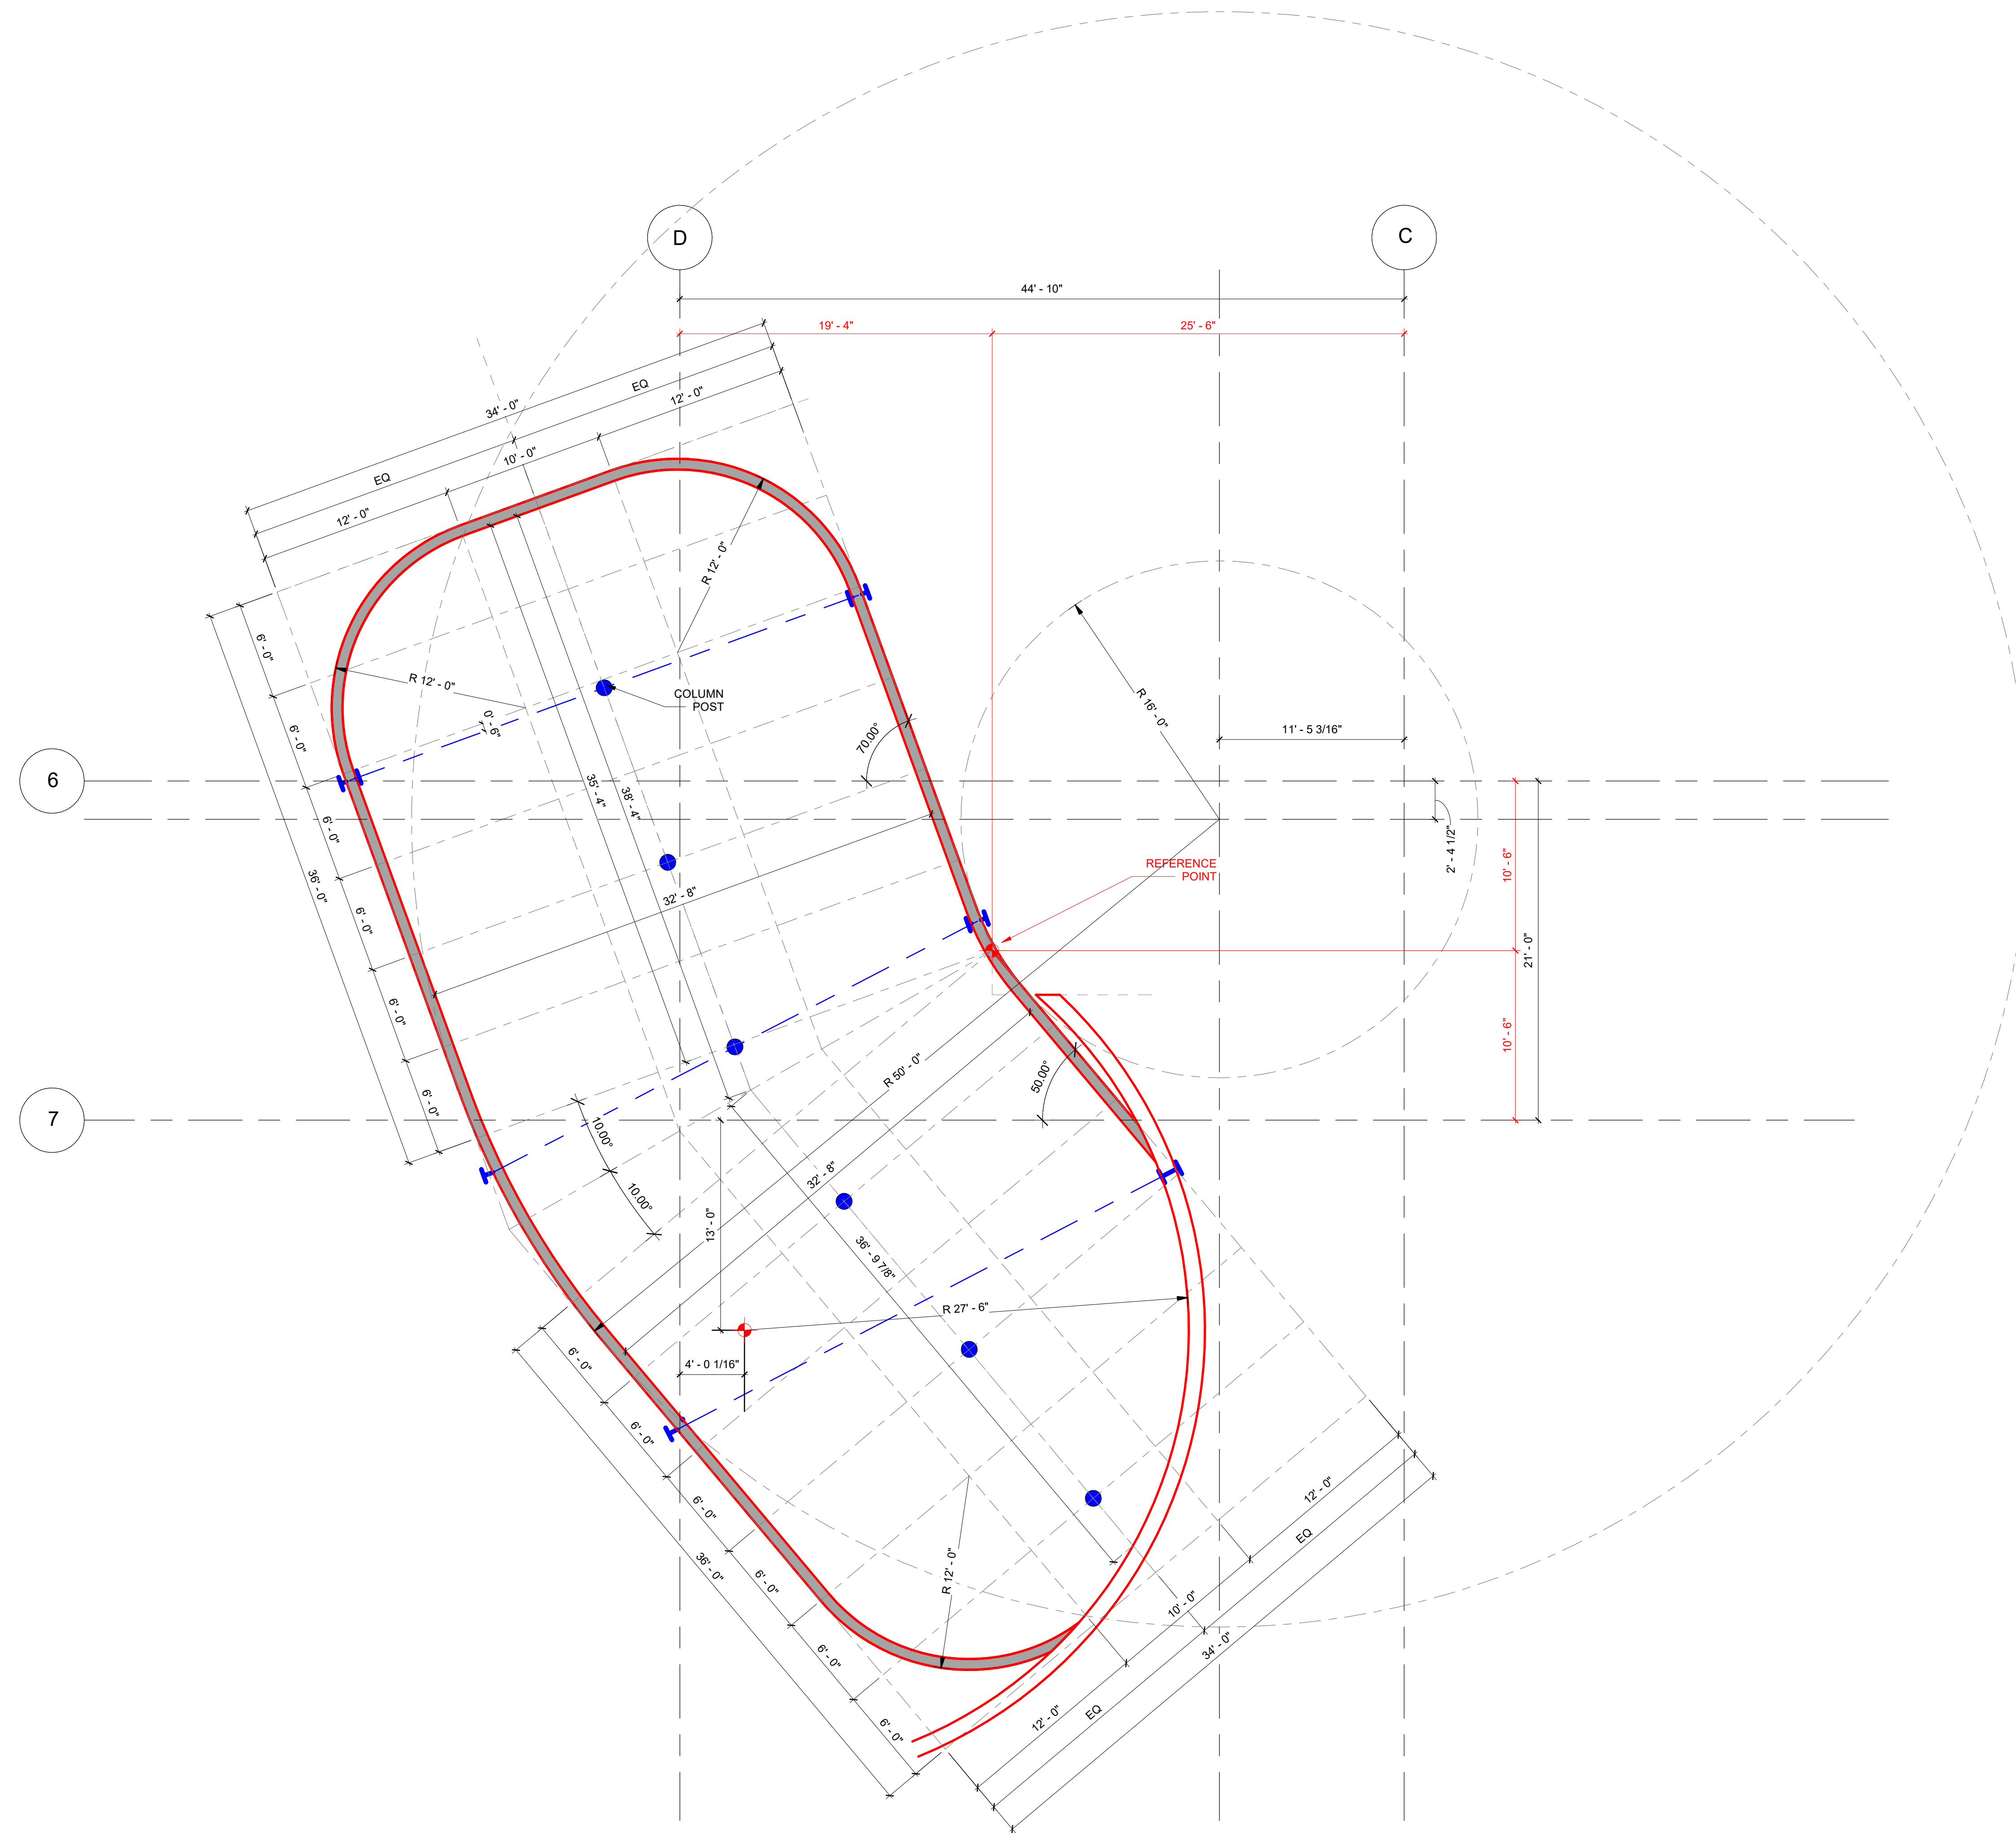 D
C
44' - 10"
19' - 4"
25' - 6"
34' - 0"
EQ
EQ
12' - 0"
10' - 0"
12' - 0"
R 12' - 0"
R 12' - 0"
6' - 0"
6' - 0"
6' - 0"
6' - 0"
6' - 0"
6' - 0"
36' - 0"
0' - 6"
COLUMN
POST
70.00°
R 16' - 0"
11' - 5 3/16"
6
35' - 4"
38' - 4"
32' - 8"
REFERENCE
POINT
2' - 4 1/2"
10' - 6"
21' - 0"
10' - 6"
R 50' - 0"
50.00°
7
10.00°
10.00°
32' - 8"
13' - 0"
36' - 9 7/8"
R 27' - 6"
4' - 0 1/16"
6' - 0"
6' - 0"
6' - 0"
6' - 0"
6' - 0"
6' - 0"
36' - 0"
R 12' - 0"
12' - 0"
EQ
10' - 0"
34' - 0"
12' - 0"
EQ